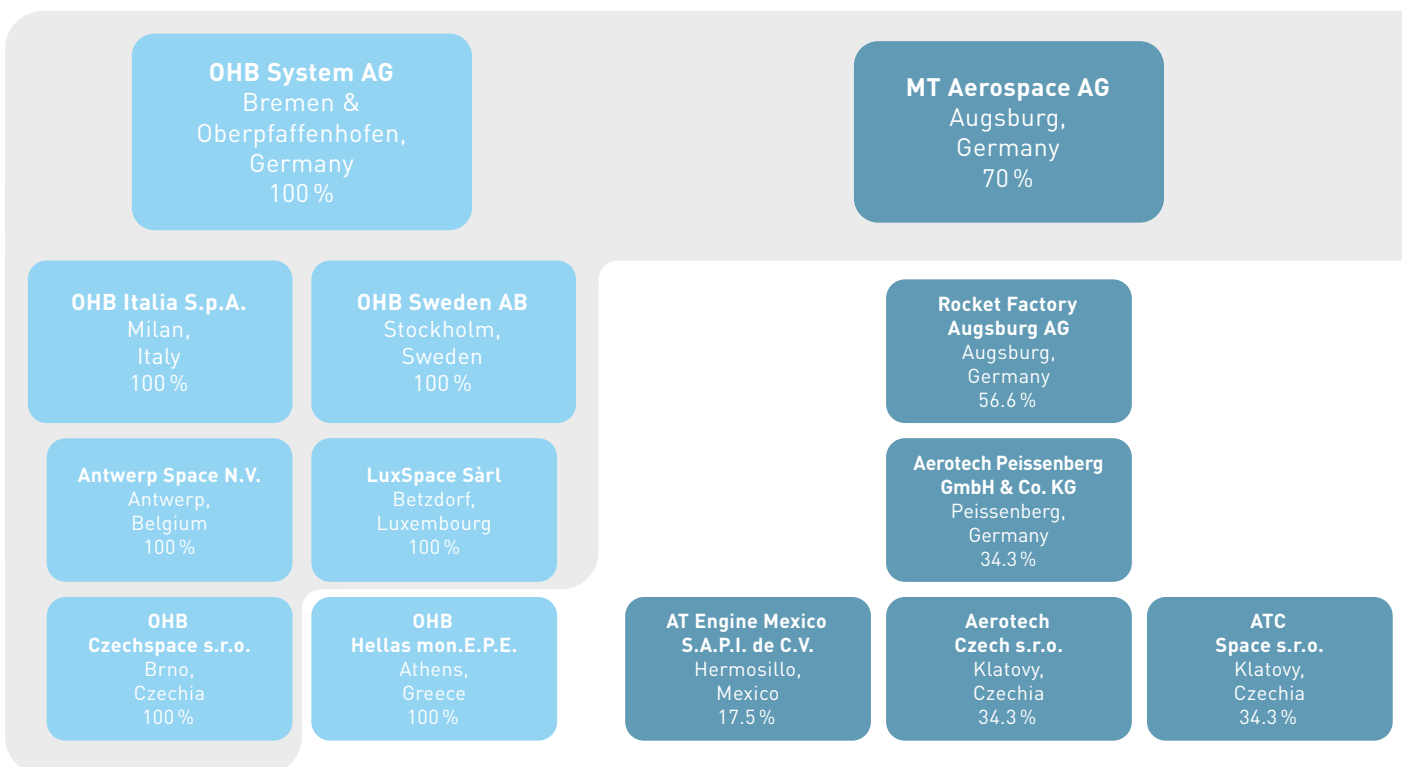 OHB System AG
Bremen &
Oberpfaffenhofen,
Germany
100 %
MT Aerospace AG
Augsburg,
Germany
70 %
OHB Italia S.p.A.
Milan,
Italy
100 %
OHB Sweden AB
Stockholm,
Sweden
100 %
Rocket Factory
Augsburg AG
Augsburg,
Germany
56.6 %
Antwerp Space N.V.
Antwerp,
Belgium
100 %
LuxSpace Sàrl
Betzdorf,
Luxembourg
100 %
Aerotech Peissenberg
GmbH & Co. KG
Peissenberg,
Germany
34.3 %
OHB
Czechspace s.r.o.
Brno,
Czechia
100 %
OHB
Hellas mon.E.P.E.
Athens,
Greece
100 %
AT Engine Mexico
S.A.P.I. de C.V.
Hermosillo,
Mexico
17.5 %
Aerotech
Czech s.r.o.
Klatovy,
Czechia
34.3 %
ATC
Space s.r.o.
Klatovy,
Czechia
34.3 %